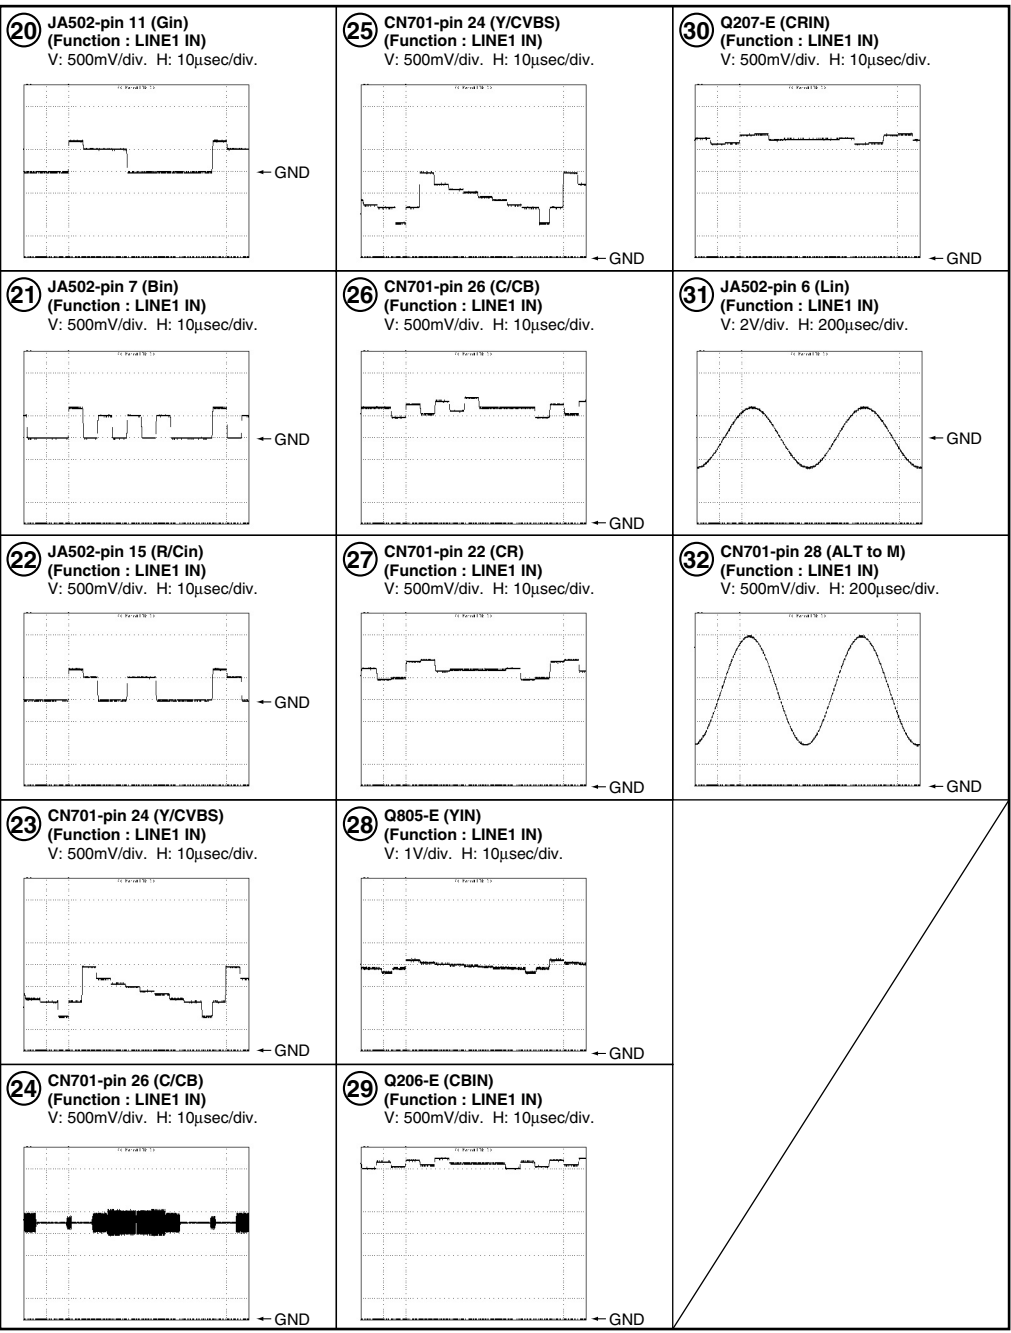 20 JA502-pin 11 (Gin)
(Function : LINE1 IN)
V: 500mV/div. H: 10μsec/div.
← GND
21 JA502-pin 7 (Bin)
(Function : LINE1 IN)
V: 500mV/div. H: 10μsec/div.
← GND
22 JA502-pin 15 (R/Cin)
(Function : LINE1 IN)
V: 500mV/div. H: 10μsec/div.
← GND
23 CN701-pin 24 (Y/CVBS)
(Function : LINE1 IN)
V: 500mV/div. H: 10μsec/div.
← GND
24 CN701-pin 26 (C/CB)
(Function : LINE1 IN)
V: 500mV/div. H: 10μsec/div.
← GND
25 CN701-pin 24 (Y/CVBS)
(Function : LINE1 IN)
V: 500mV/div. H: 10μsec/div.
← GND
26 CN701-pin 26 (C/CB)
(Function : LINE1 IN)
V: 500mV/div. H: 10μsec/div.
← GND
27 CN701-pin 22 (CR)
(Function : LINE1 IN)
V: 500mV/div. H: 10μsec/div.
← GND
28 Q805-E (YIN)
(Function : LINE1 IN)
V: 1V/div. H: 10μsec/div.
← GND
29 Q206-E (CBIN)
(Function : LINE1 IN)
V: 500mV/div. H: 10μsec/div.
← GND
30 Q207-E (CRIN)
(Function : LINE1 IN)
V: 500mV/div. H: 10μsec/div.
← GND
31 JA502-pin 6 (Lin)
(Function : LINE1 IN)
V: 2V/div. H: 200μsec/div.
← GND
32 CN701-pin 28 (ALT to M)
(Function : LINE1 IN)
V: 500mV/div. H: 200μsec/div.
← GND